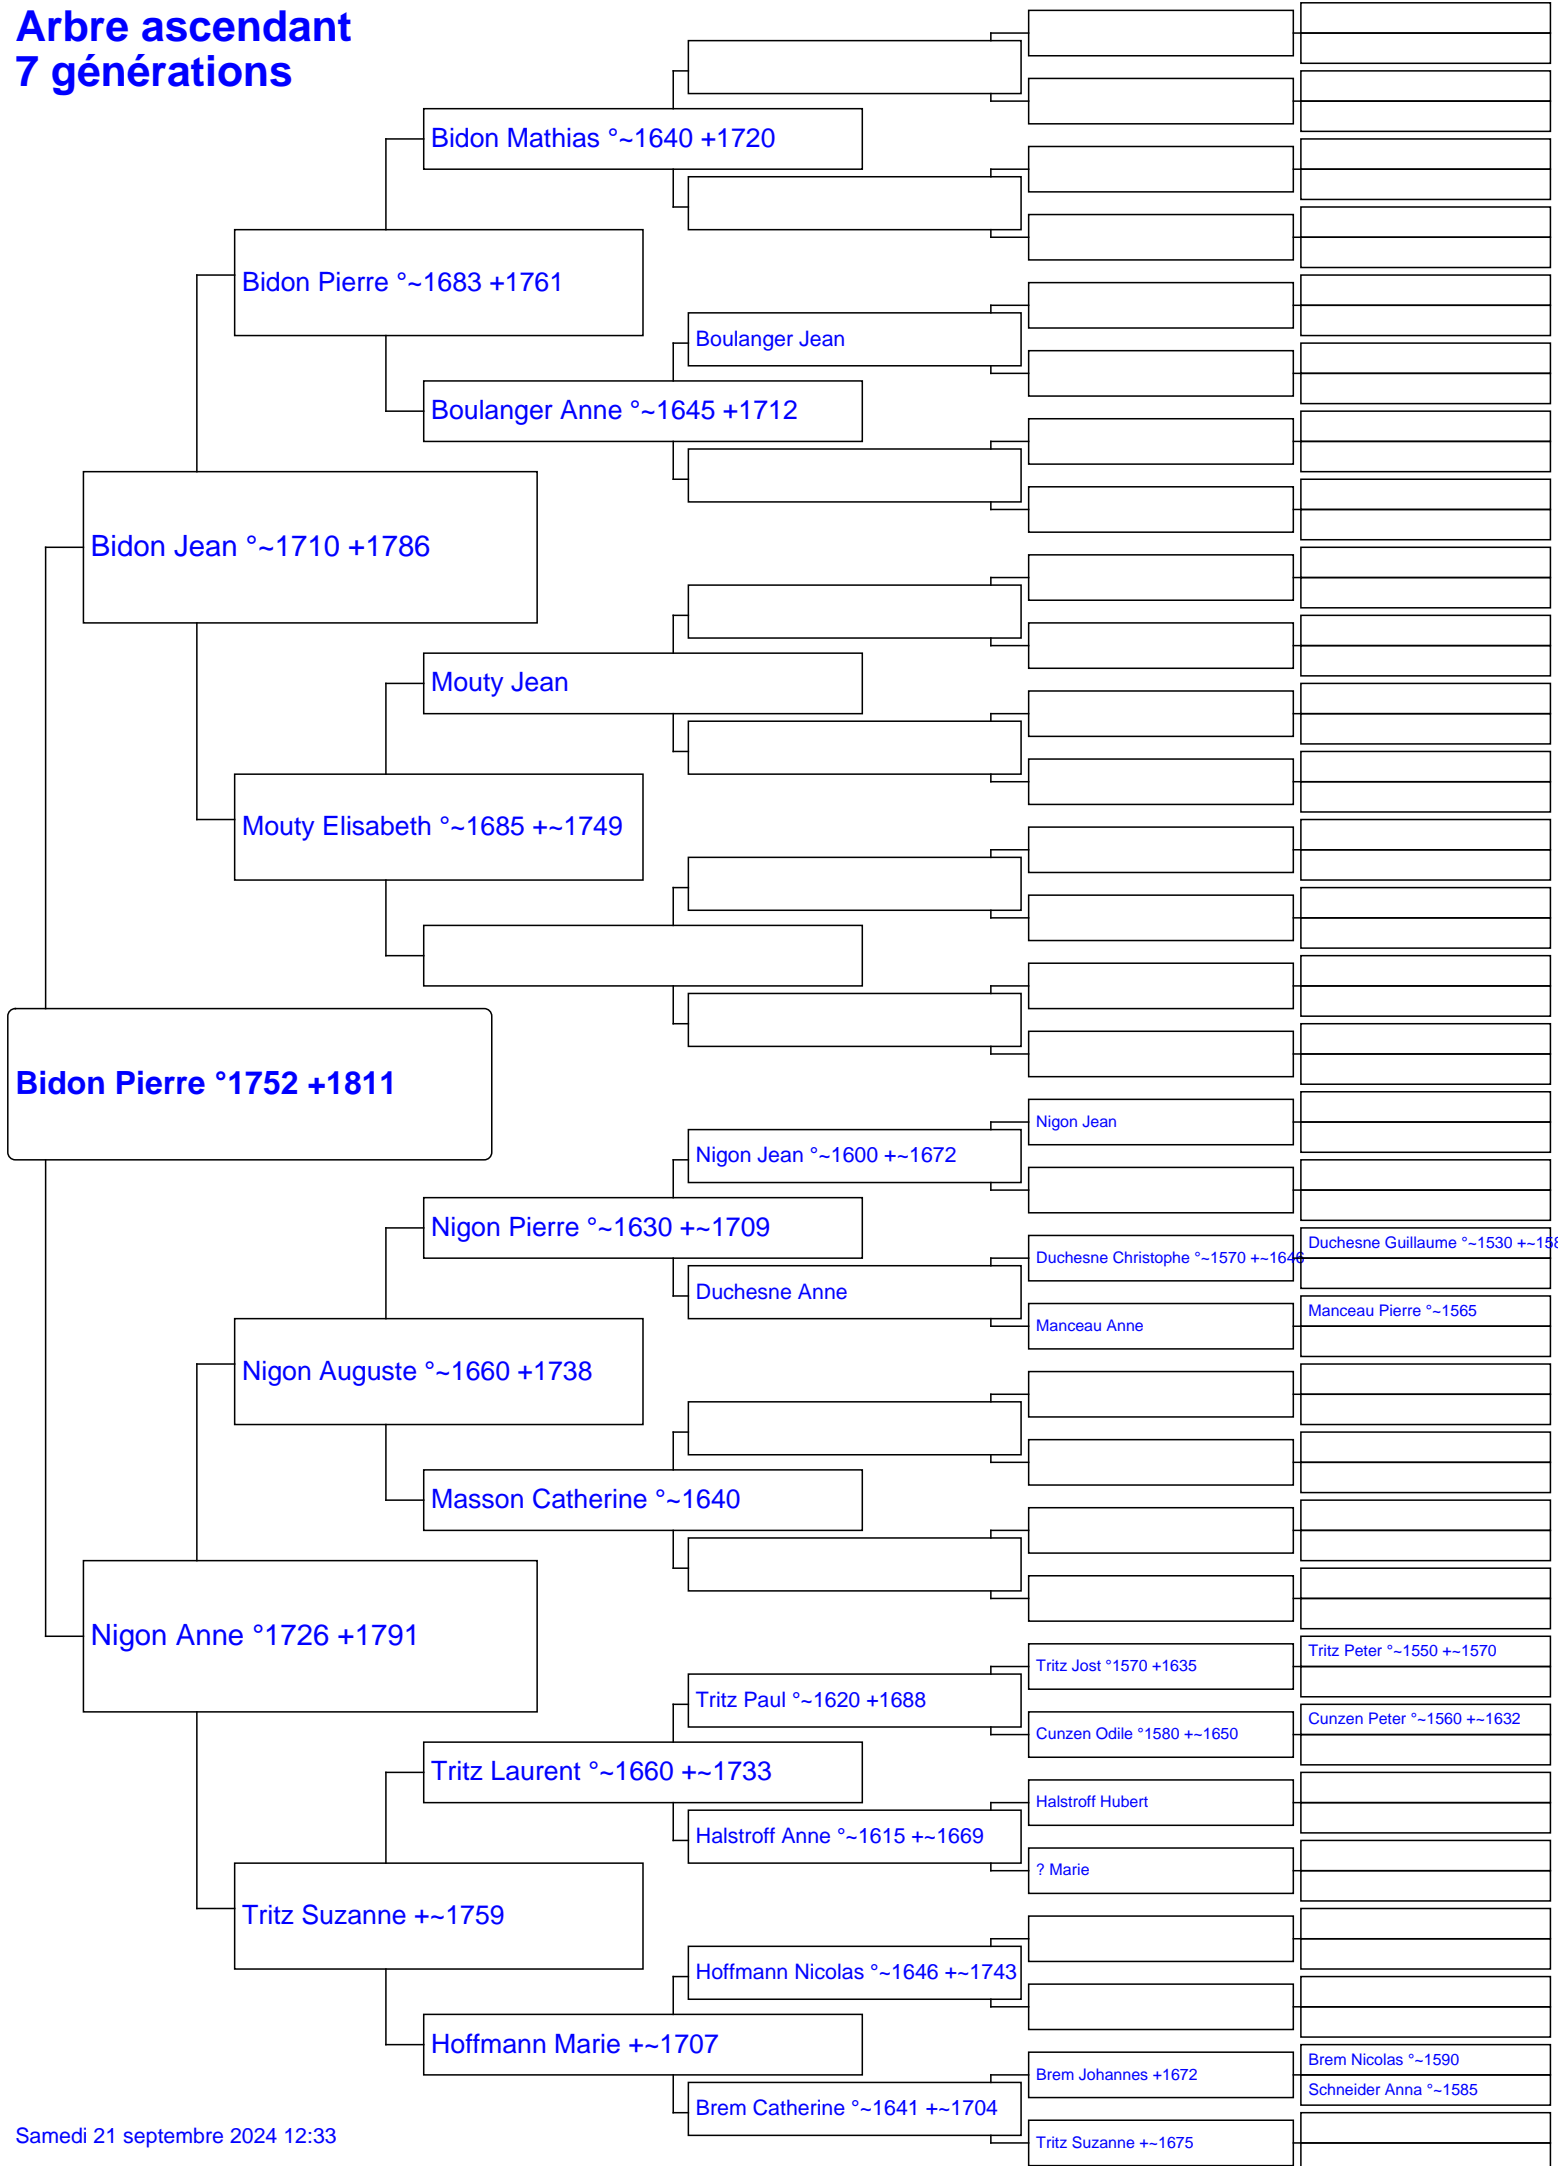 Arbre ascendant
7 générations
Bidon Mathias °~1640 +1720
Bidon Pierre °~1683 +1761
Boulanger Jean
Boulanger Anne °~1645 +1712
Bidon Jean °~1710 +1786
Mouty Jean
Mouty Elisabeth °~1685 +~1749
Bidon Pierre °1752 +1811
Nigon Jean
Nigon Jean °~1600 +~1672
Nigon Pierre °~1630 +~1709
Duchesne Guillaume °~1530 +~158
Duchesne Christophe °~1570 +~1646
Duchesne Anne
Manceau Pierre °~1565
Manceau Anne
Nigon Auguste °~1660 +1738
Masson Catherine °~1640
Nigon Anne °1726 +1791
Tritz Peter °~1550 +~1570
Tritz Jost °1570 +1635
Tritz Paul °~1620 +1688
Cunzen Peter °~1560 +~1632
Cunzen Odile °1580 +~1650
Tritz Laurent °~1660 +~1733
Halstroff Hubert
Halstroff Anne °~1615 +~1669
? Marie
Tritz Suzanne +~1759
Hoffmann Nicolas °~1646 +~1743
Hoffmann Marie +~1707
Brem Nicolas °~1590
Brem Johannes +1672
Schneider Anna °~1585
Brem Catherine °~1641 +~1704
Tritz Suzanne +~1675
Samedi 21 septembre 2024 12:33